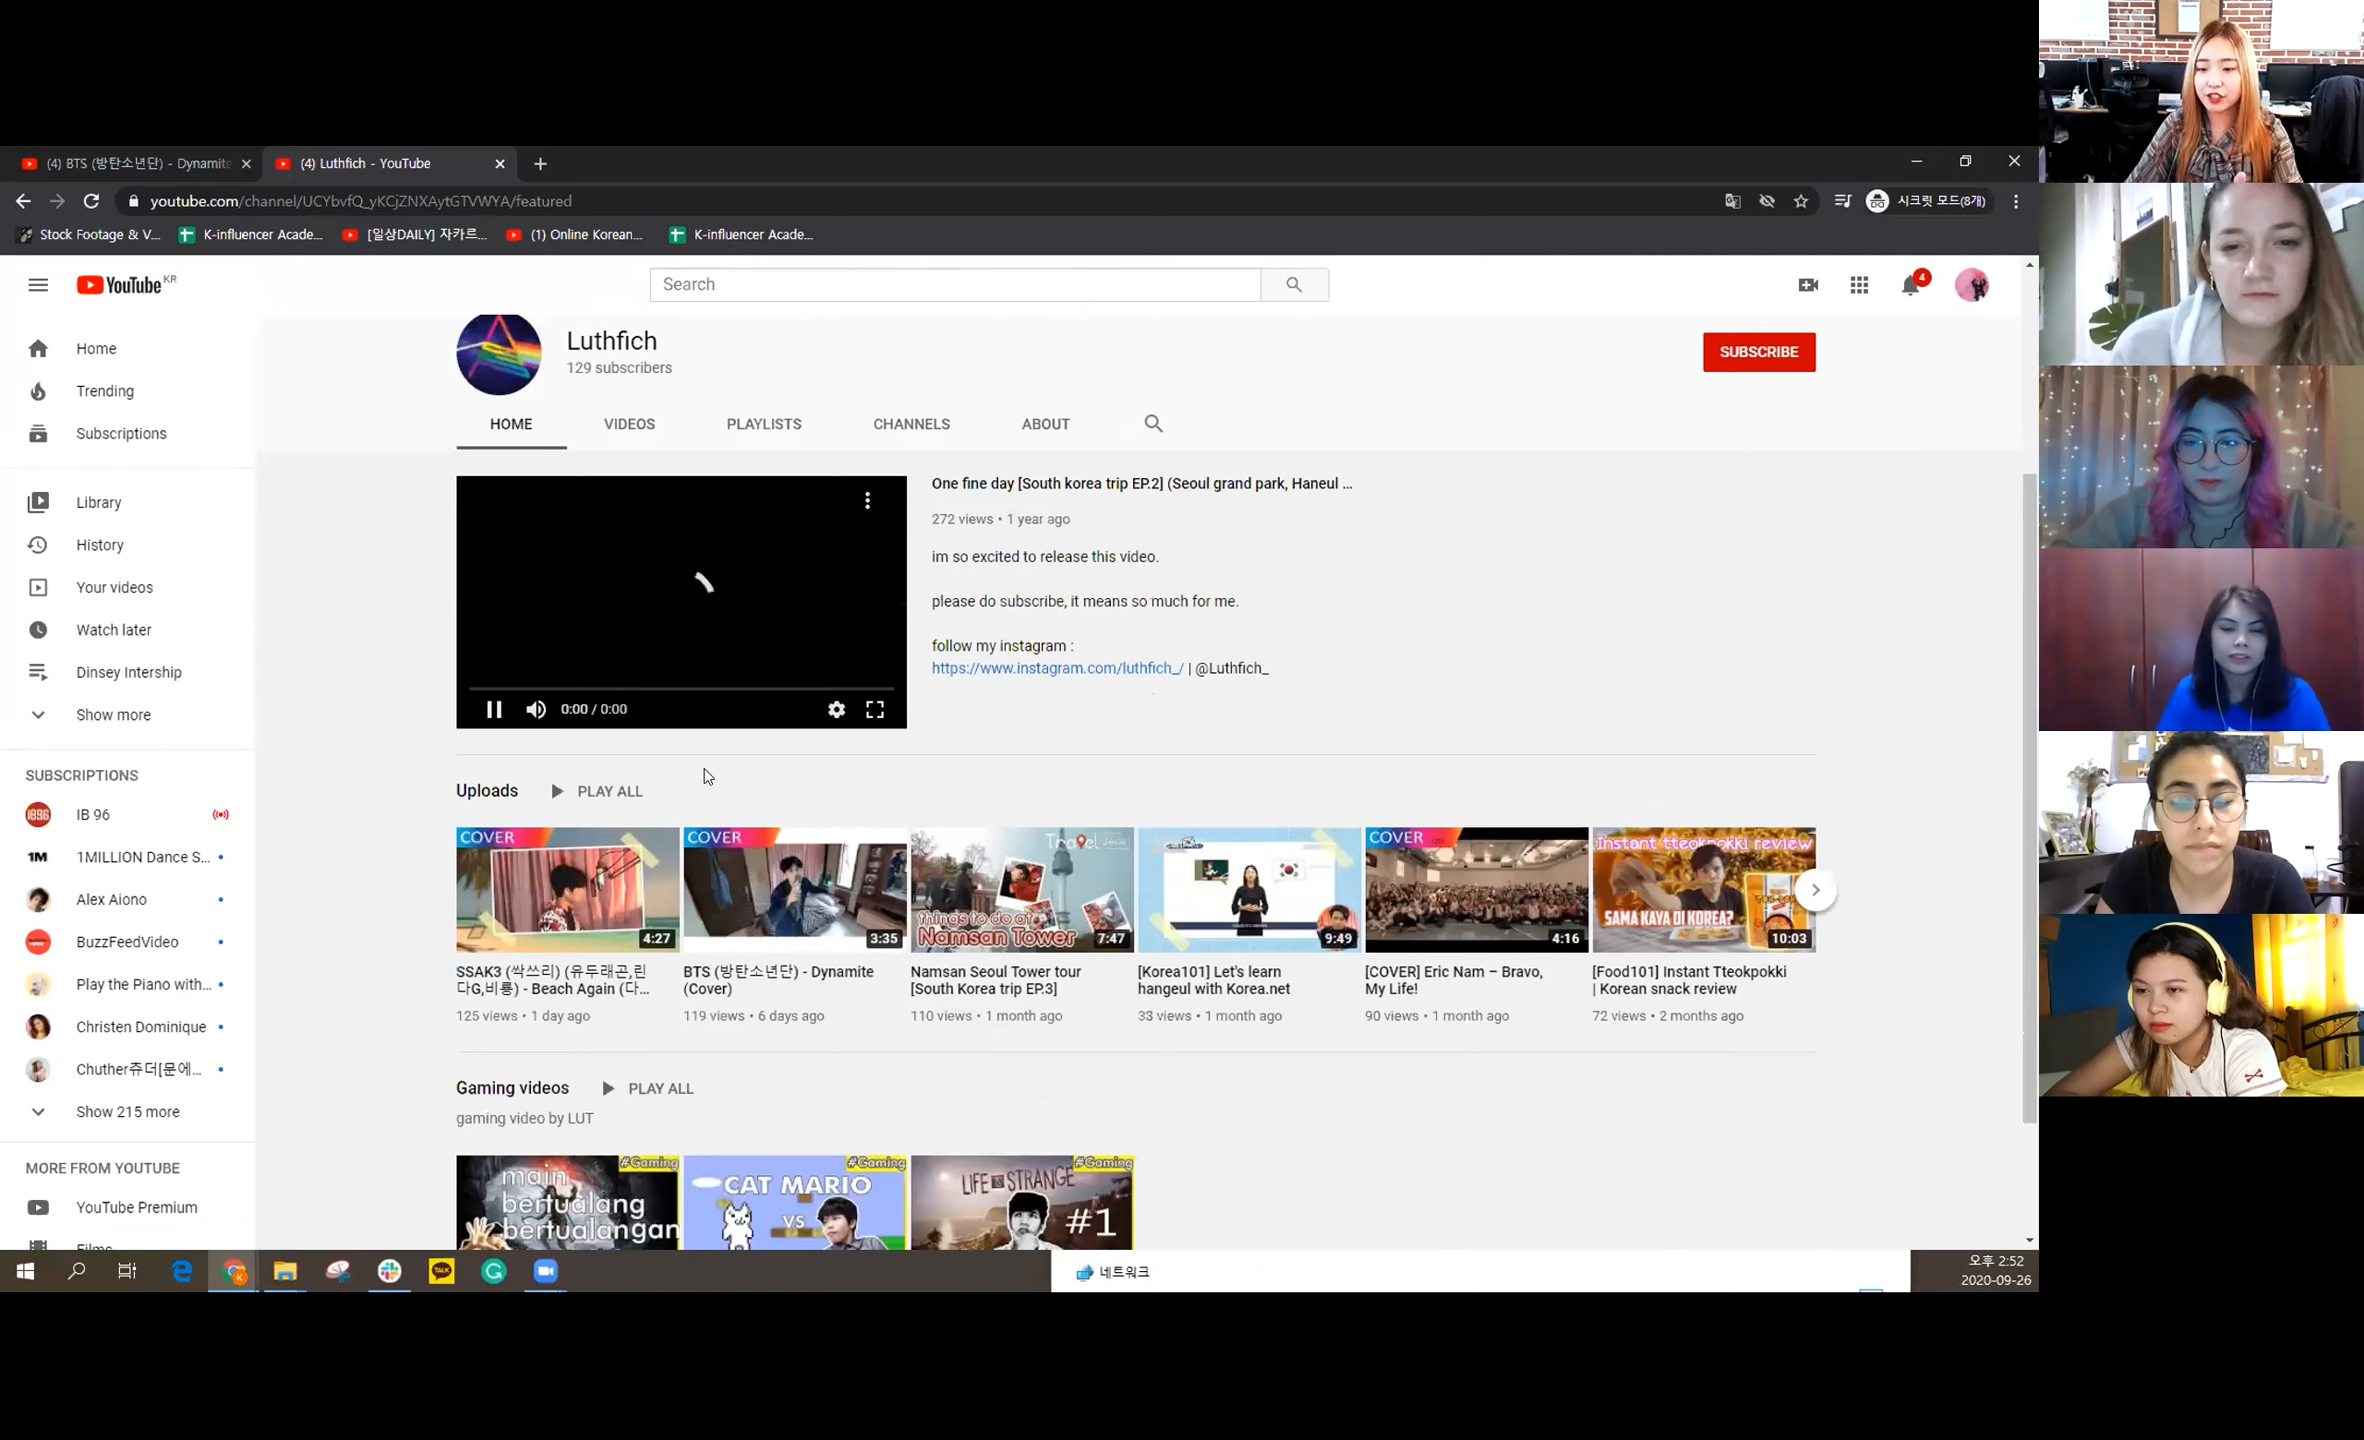 (4) BTS (방탄소년단) - Dynamite
(4) Luthfich - YouTube
youtube.com/channel/UCYbvfQ_yKCjZNXAytGTVWYA/featured
시크릿 모드(8개)
Stock Footage & V...
K-influencer Acade...
[일상DAILY] 자카르...
(1) Online Korean...
K-influencer Acade...
YouTube KR
Search
4
Home
Trending
Subscriptions
Library
History
Your videos
Watch later
Dinsey Intership
Show more
SUBSCRIPTIONS
IB96
IB 96
1M
1MILLION Dance S...
Alex Aiono
BuzzFeedVideo
Play the Piano with...
Christen Dominique
Chuther츄더[문에...
Show 215 more
MORE FROM YOUTUBE
YouTube Premium
Films
Luthfich
129 subscribers
SUBSCRIBE
HOME
VIDEOS
PLAYLISTS
CHANNELS
ABOUT
0:00 / 0:00
One fine day [South korea trip EP.2] (Seoul grand park, Haneul ...
272 views • 1 year ago
im so excited to release this video.
please do subscribe, it means so much for me.
follow my instagram :
https://www.instagram.com/luthfich_/ | @Luthfich_
Uploads
PLAY ALL
COVER
4:27
SSAK3 (싹쓰리) (유두래곤,린
다G,비룡) - Beach Again (다...
125 views • 1 day ago
COVER
3:35
BTS (방탄소년단) - Dynamite
(Cover)
119 views • 6 days ago
Travel
things to do at
Namsan Tower
7:47
Namsan Seoul Tower tour
[South Korea trip EP.3]
110 views • 1 month ago
9:49
[Korea101] Let's learn
hangeul with Korea.net
33 views • 1 month ago
COVER
4:16
[COVER] Eric Nam – Bravo,
My Life!
90 views • 1 month ago
Instant tteokpokki review
SAMA KAYA DI KOREA?
10:03
[Food101] Instant Tteokpokki
| Korean snack review
72 views • 2 months ago
Gaming videos
PLAY ALL
gaming video by LUT
#Gaming
main
bertualang
bertualangan
#Gaming
CAT MARIO
VS
#Gaming
LIFE IS STRANGE
#1
TALK
네트워크
오후 2:52
2020-09-26